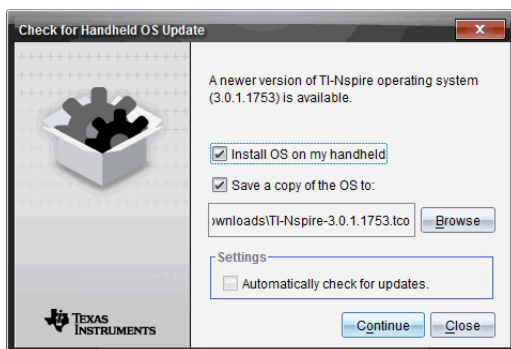 Check for Handheld OS Update
A newer version of TI-Nspire operating system
(3.0.1.1753) is available.
Install OS on my handheld
Save a copy of the OS to:
ownloads\TI-Nspire-3.0.1.1753.tco
Browse
Settings
Automatically check for updates.
TEXAS
INSTRUMENTS
Continue
Close